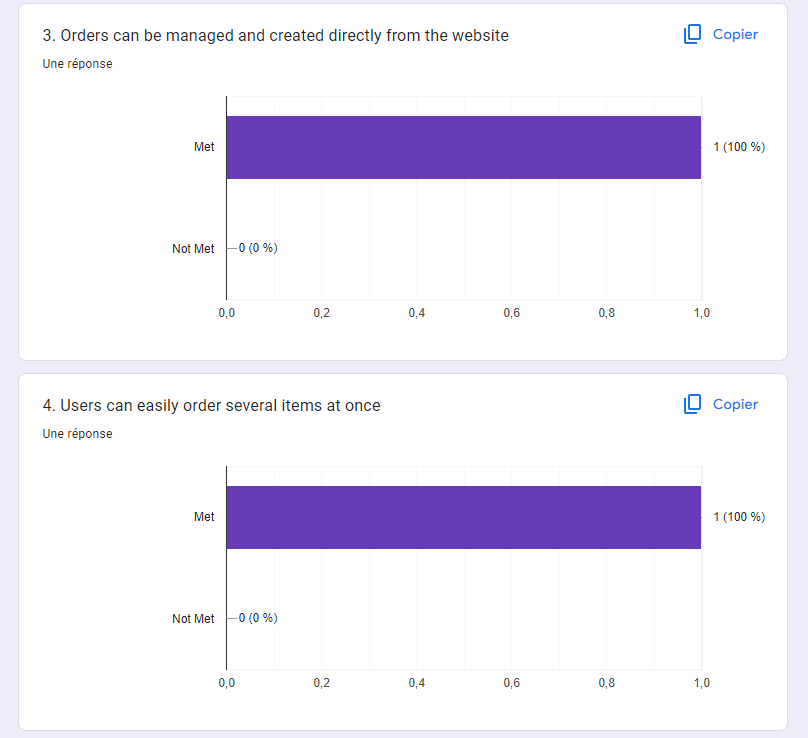 3. Orders can be managed and created directly from the website
Copier
Une réponse
Met
1 (100 %)
Not Met
0 (0 %)
0,0 0,2 0,4 0,6 0,8 1,0
4. Users can easily order several items at once
Copier
Une réponse
Met
1 (100 %)
Not Met
0 (0 %)
0,0 0,2 0,4 0,6 0,8 1,0